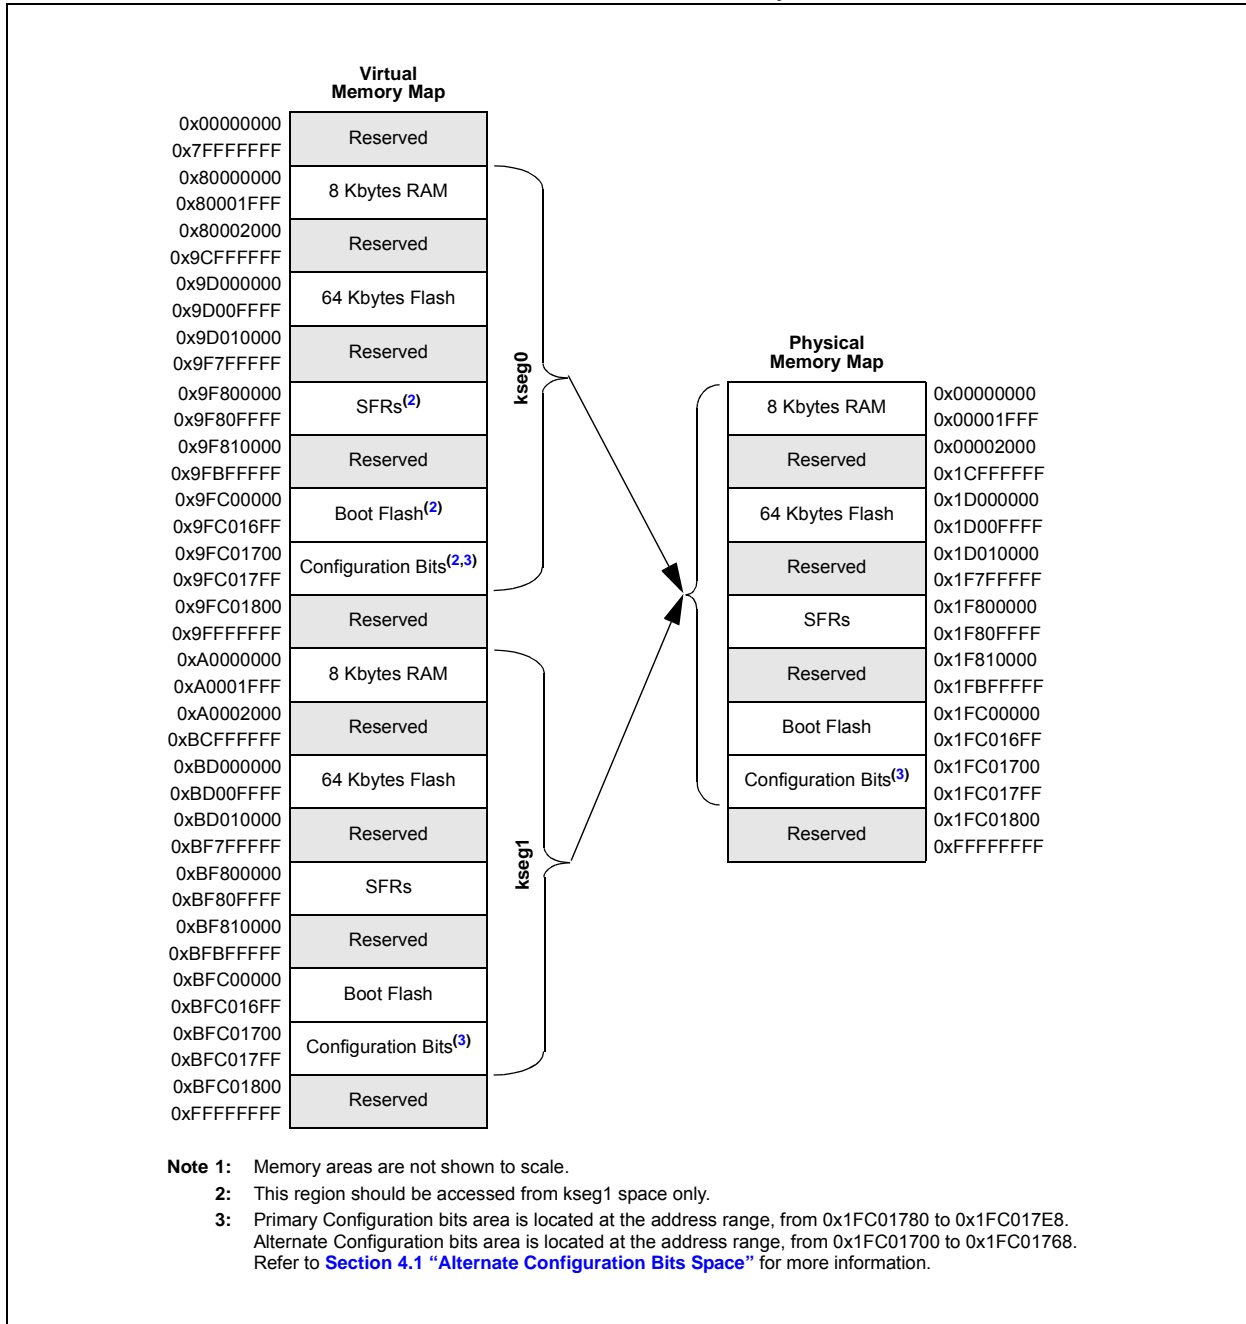 Virtual
Memory Map
0x00000000
Reserved
0x7FFFFFFF
0x80000000
8 Kbytes RAM
0x80001FFF
0x80002000
Reserved
0x9CFFFFFF
0x9D000000
64 Kbytes Flash
0x9D00FFFF
0x9D010000
Reserved
0x9F7FFFFF
0x9F800000
SFRs(2)
0x9F80FFFF
0x9F810000
Reserved
0x9FBFFFFF
0x9FC00000
Boot Flash(2)
0x9FC016FF
0x9FC01700
Configuration Bits(2,3)
0x9FC017FF
0x9FC01800
Reserved
0x9FFFFFFF
0xA0000000
8 Kbytes RAM
0xA0001FFF
0xA0002000
Reserved
0xBCFFFFFF
0xBD000000
64 Kbytes Flash
0xBD00FFFF
0xBD010000
Reserved
0xBF7FFFFF
0xBF800000
SFRs
0xBF80FFFF
0xBF810000
Reserved
0xBFBFFFFF
0xBFC00000
Boot Flash
0xBFC016FF
0xBFC01700
Configuration Bits(3)
0xBFC017FF
0xBFC01800
Reserved
0xFFFFFFFF
kseg0
kseg1
Physical
Memory Map
0x00000000
8 Kbytes RAM
0x00001FFF
0x00002000
Reserved
0x1CFFFFFF
0x1D000000
64 Kbytes Flash
0x1D00FFFF
0x1D010000
Reserved
0x1F7FFFFF
0x1F800000
SFRs
0x1F80FFFF
0x1F810000
Reserved
0x1FBFFFFF
0x1FC00000
Boot Flash
0x1FC016FF
0x1FC01700
Configuration Bits(3)
0x1FC017FF
0x1FC01800
Reserved
0xFFFFFFFF
Note 1: Memory areas are not shown to scale.
2: This region should be accessed from kseg1 space only.
3: Primary Configuration bits area is located at the address range, from 0x1FC01780 to 0x1FC017E8.
Alternate Configuration bits area is located at the address range, from 0x1FC01700 to 0x1FC01768.
Refer to Section 4.1 “Alternate Configuration Bits Space” for more information.